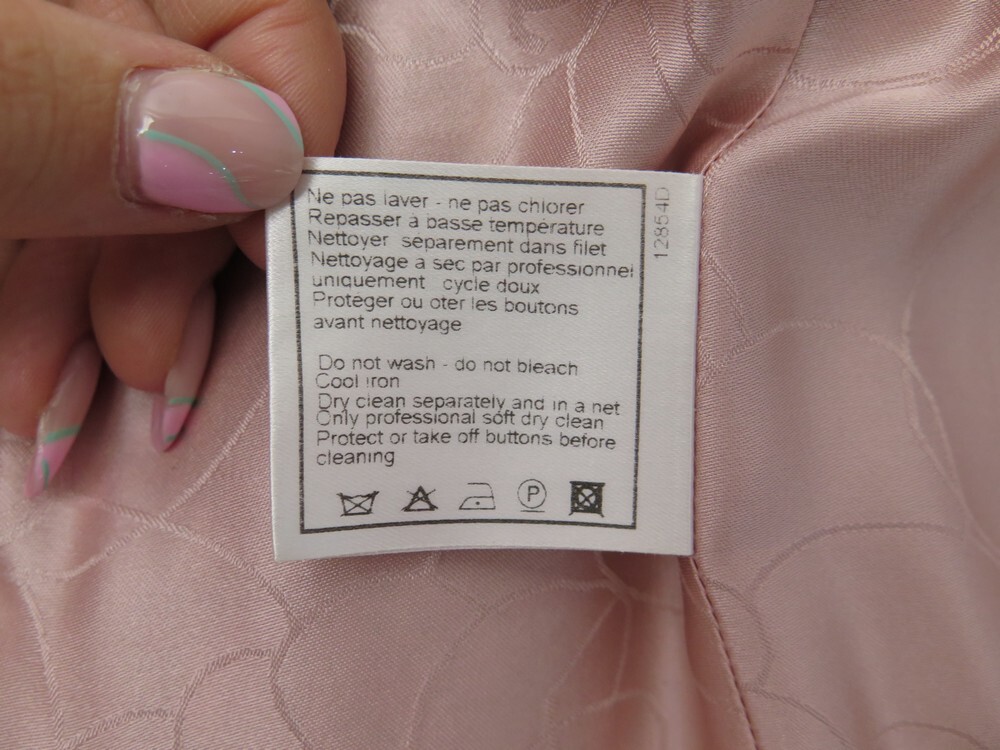 Ne pas laver - ne pas chlorer
Repasser à basse température
Nettoyer séparement dans filet
Nettoyage à sec par professionnel
uniquement cycle doux
Protéger ou oter les boutons
avant nettoyage
Do not wash - do not bleach
Cool iron
Dry clean separately and in a net
Only professional soft dry clean
Protect or take off buttons before
cleaning
P
12854D